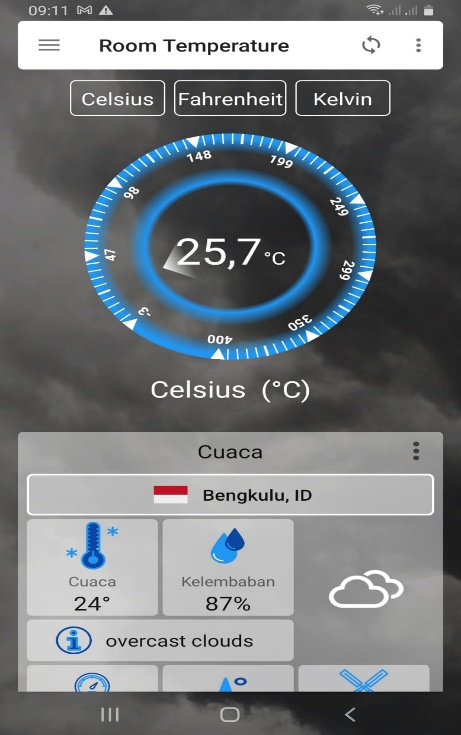 09:11
Room Temperature
Celsius Fahrenheit Kelvin
148
199
98
249
47
25,7 °C
299
-3
350
400
Celsius (°C)
Cuaca
Bengkulu, ID
Cuaca
24°
Kelembaban
87%
overcast clouds